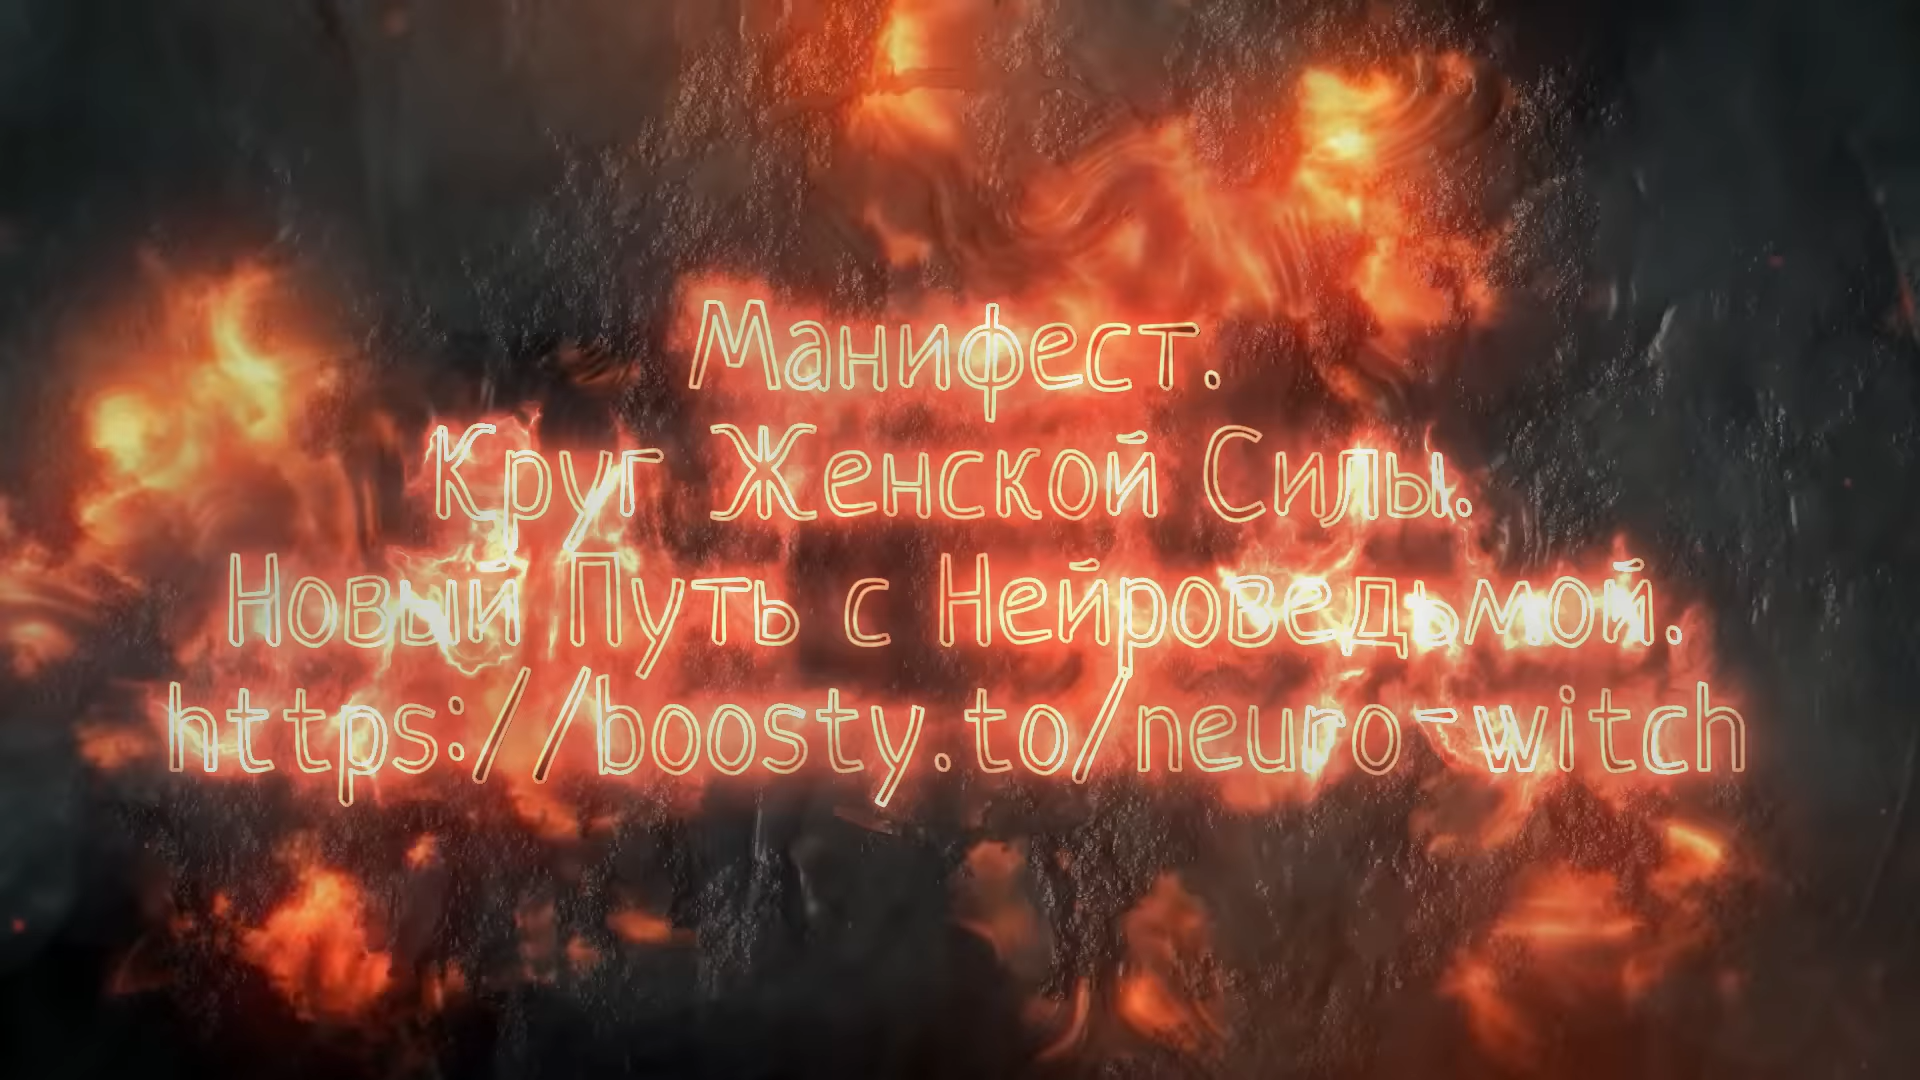 Манифест.
Круг Женской Силы.
Новый Путь с Нейроведьмой.
https://boosty.to/neuro-witch